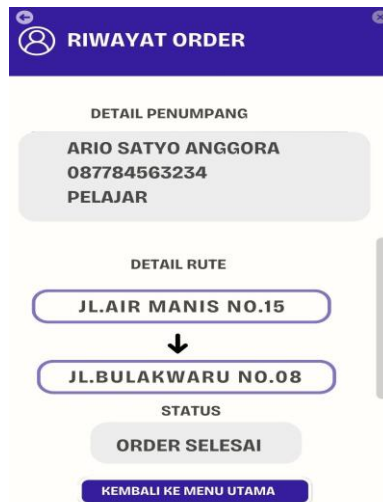 RIWAYAT ORDER
DETAIL PENUMPANG
ARIO SATYO ANGGORA
087784563234
PELAJAR
DETAIL RUTE
JL.AIR MANIS NO.15
JL.BULAKWARU NO.08
STATUS
ORDER SELESAI
KEMBALI KE MENU UTAMA